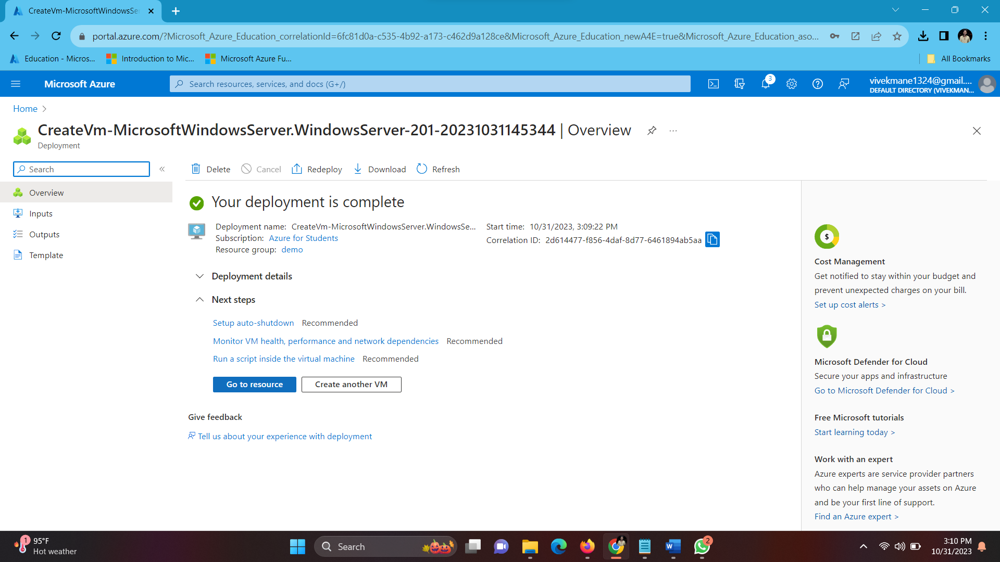 CreateVm-MicrosoftWindowsSe
portal.azure.com/?Microsoft_Azure_Education_correlationId=6fc81d0a-c535-4b92-a173-c462d9a128ce&Microsoft_Azure_Education_newA4E=true&Microsoft_Azure_Education_aso...
Education - Micros...
Introduction to Mic...
Microsoft Azure Fu...
All Bookmarks
Microsoft Azure
Search resources, services, and docs (G+/)
3
vivekmane1324@gmail....
DEFAULT DIRECTORY (VIVEKMAN...
Home
CreateVm-MicrosoftWindowsServer.WindowsServer-201-20231031145344 | Overview
Deployment
Search
Delete
Cancel
Redeploy
Download
Refresh
Overview
Inputs
Outputs
Template
Your deployment is complete
Deployment name: CreateVm-MicrosoftWindowsServer.WindowsSe...
Subscription: Azure for Students
Resource group: demo
Start time: 10/31/2023, 3:09:22 PM
Correlation ID: 2d614477-f856-4daf-8d77-6461894ab5aa
Deployment details
Next steps
Setup auto-shutdown Recommended
Monitor VM health, performance and network dependencies Recommended
Run a script inside the virtual machine Recommended
Go to resource
Create another VM
Give feedback
Tell us about your experience with deployment
$
Cost Management
Get notified to stay within your budget and
prevent unexpected charges on your bill.
Set up cost alerts >
Microsoft Defender for Cloud
Secure your apps and infrastructure
Go to Microsoft Defender for Cloud >
Free Microsoft tutorials
Start learning today >
Work with an expert
Azure experts are service provider partners
who can help manage your assets on Azure
and be your first line of support.
Find an Azure expert >
1
95°F
Hot weather
Search
W
2
3:10 PM
10/31/2023